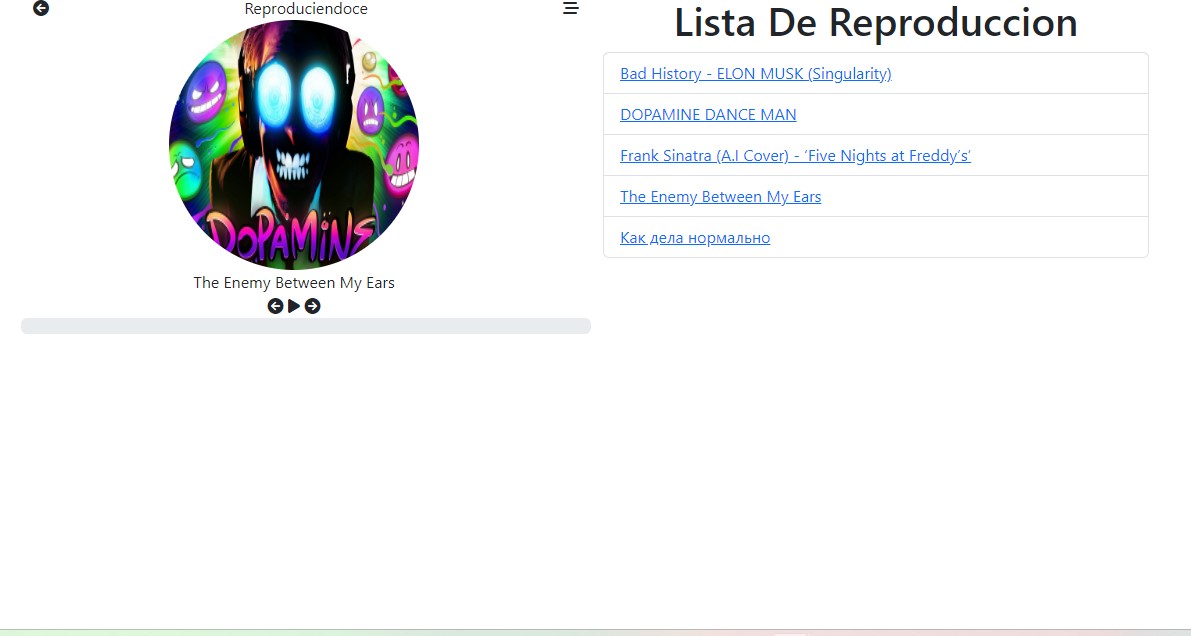 Reproduciendoce
DOPAMINE
The Enemy Between My Ears
Lista De Reproduccion
Bad History - ELON MUSK (Singularity)
DOPAMINE DANCE MAN
Frank Sinatra (A.I Cover) - ‘Five Nights at Freddy’s’
The Enemy Between My Ears
Как дела нормально